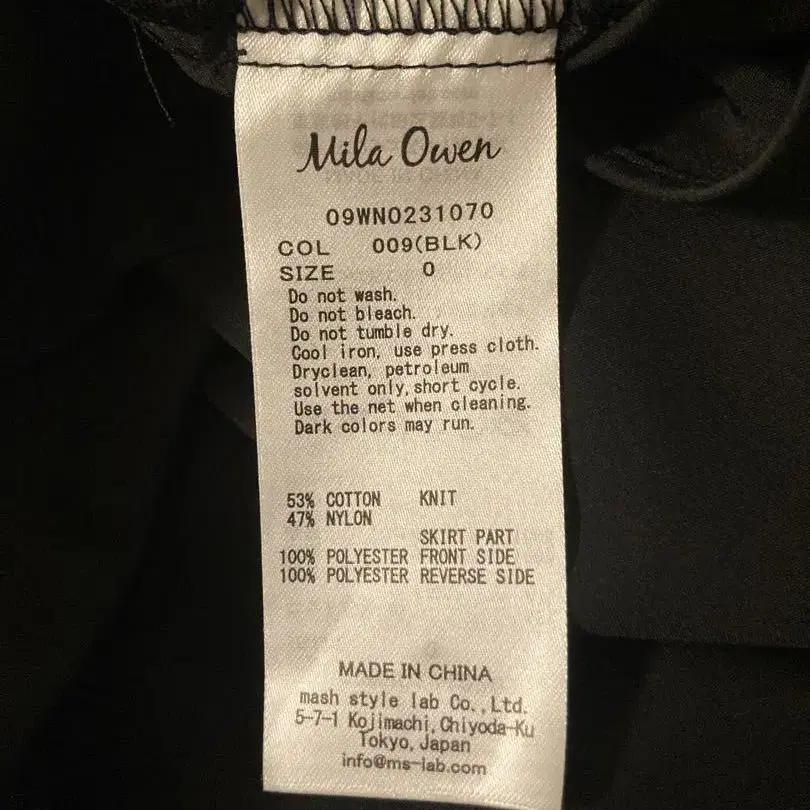 Mila Owen
09WN0231070
COL 009(BLK)
SIZE 0
Do not wash.
Do not bleach.
Do not tumble dry.
Cool iron, use press cloth.
Dryclean, petroleum
solvent only, short cycle.
Use the net when cleaning.
Dark colors may run.
53% COTTON KNIT
47% NYLON
SKIRT PART
100% POLYESTER FRONT SIDE
100% POLYESTER REVERSE SIDE
MADE IN CHINA
mash style lab Co.,Ltd.
5-7-1 Kojimachi,Chiyoda-Ku
Tokyo,Japan
info@ms-lab.com